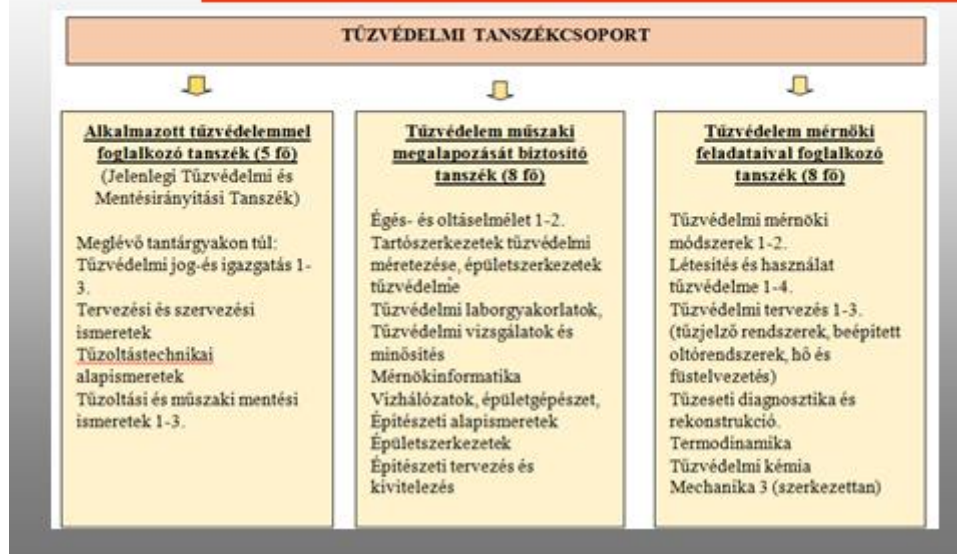 TŰZVÉDELMI TANSZÉKCSOPORT
Alkalmazott tűzvédelemmel
foglalkozó tanszék (5 fő)
(Jelenlegi Tűzvédelmi és
Mentésirányítási Tanszék)
Meglévő tantárgyakon túl:
Tűzvédelmi jog-és igazgatás 1-
3.
Tervezési és szervezési
ismeretek
Tűzoltástechnikai
alapismeretek
Tűzoltási és műszaki mentési
ismeretek 1-3.
Tűzvédelem műszaki
megalapozását biztosító
tanszék (8 fő)
Égés- és oltáselmélet 1-2.
Tartószerkezetek tűzvédelmi
méretezése, épületszerkezetek
tűzvédelme
Tűzvédelmi laborgyakorlatok,
Tűzvédelmi vizsgálatok és
minősítés
Mérnökinformatika
Vízhálózatok, épületgépészet,
Építészeti alapismeretek
Épületszerkezetek
Építészeti tervezés és
kivitelezés
Tűzvédelem mérnöki
feladataival foglalkozó
tanszék (8 fő)
Tűzvédelmi mérnöki
módszerek 1-2.
Létesítés és használat
tűzvédelme 1-4.
Tűzvédelmi tervezés 1-3.
(tűzjelző rendszerek, beépített
oltórendszerek, hő és
füstelvezetés)
Tűzeseti diagnosztika és
rekonstrukció.
Termodinamika
Tűzvédelmi kémia
Mechanika 3 (szerkezettan)